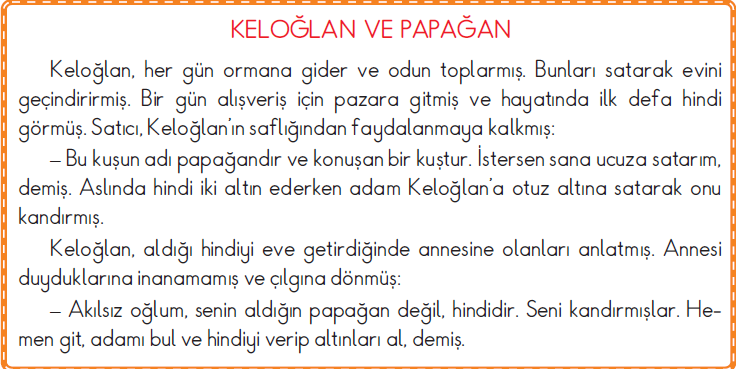 KELOĞLAN VE PAPAĞAN
Keloğlan, her gün ormana gider ve odun toplarmış. Bunları satarak evini
geçindirirmiş. Bir gün alışveriş için pazara gitmiş ve hayatında ilk defa hindi
görmüş. Satıcı, Keloğlan’ın saflığından faydalanmaya kalkmış:
– Bu kuşun adı papağandır ve konuşan bir kuştur. İstersen sana ucuza satarım,
demiş. Aslında hindi iki altın ederken adam Keloğlan’a otuz altına satarak onu
kandırmış.
Keloğlan, aldığı hindiyi eve getirdiğinde annesine olanları anlatmış. Annesi
duyduklarına inanamamış ve çılgına dönmüş:
– Akılsız oğlum, senin aldığın papağan değil, hindidir. Seni kandırmışlar. He-
men git, adamı bul ve hindiyi verip altınları al, demiş.